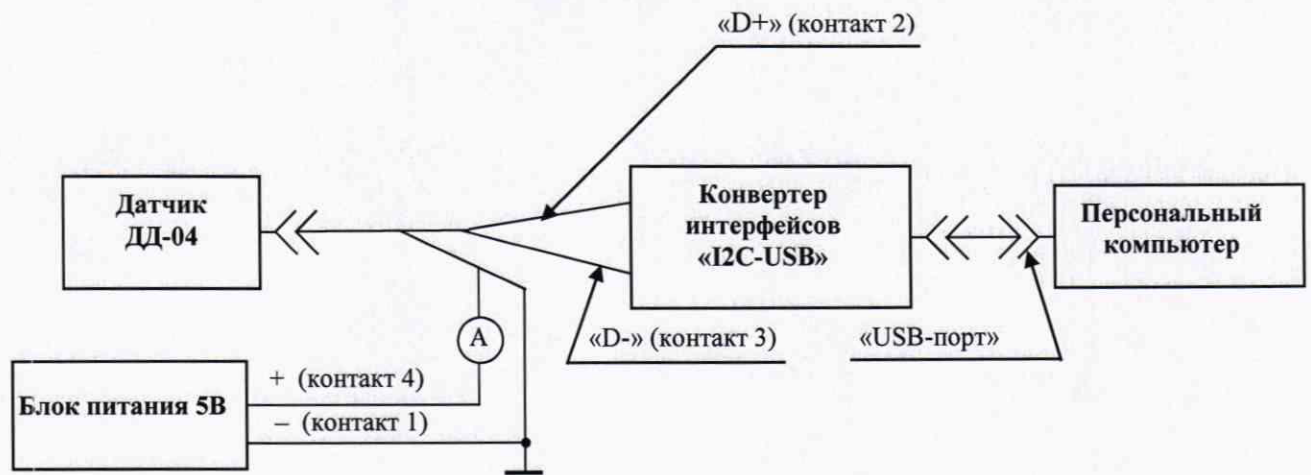 «D+» (контакт 2)
Датчик
ДД-04
Конвертер
интерфейсов
«I2C-USB»
Персональный
компьютер
А
«D-» (контакт 3)
«USB-порт»
Блок питания 5В
+ (контакт 4)
– (контакт 1)